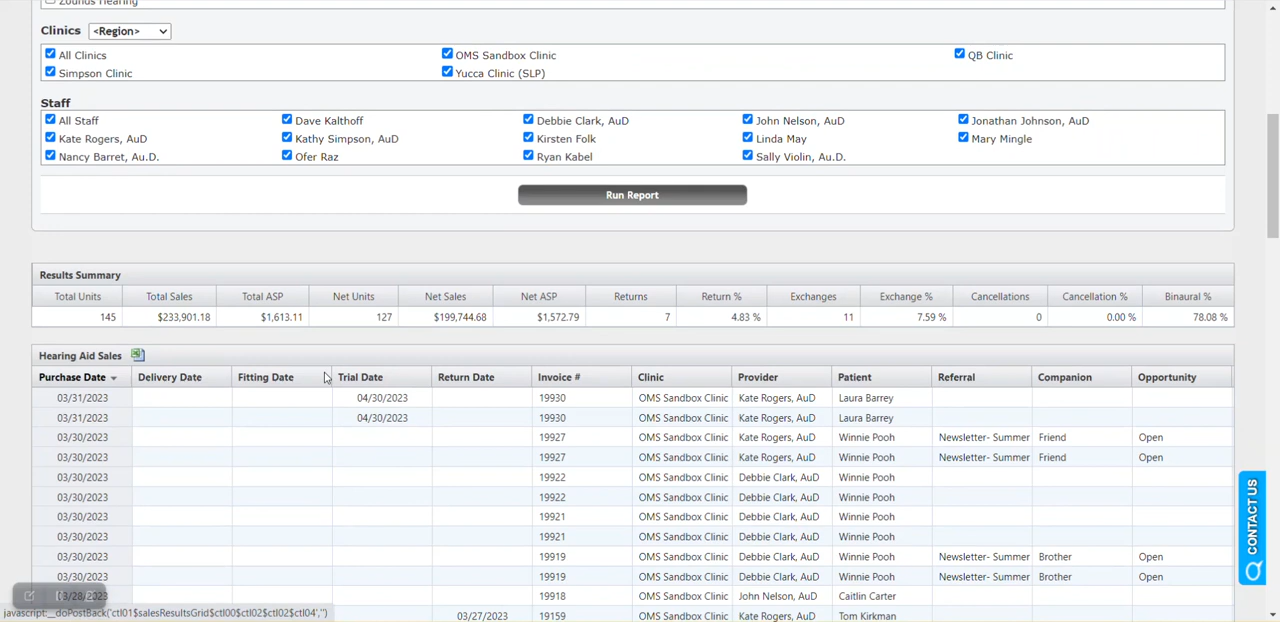 Zounds Hearing
Clinics <Region>
All Clinics OMS Sandbox Clinic QB Clinic
Simpson Clinic Yucca Clinic (SLP)
Staff
All Staff Dave Kalthoff Debbie Clark, AuD John Nelson, AuD Jonathan Johnson, AuD
Kate Rogers, AuD Kathy Simpson, AuD Kirsten Folk Linda May Mary Mingle
Nancy Barret, Au.D. Ofer Raz Ryan Kabel Sally Violin, Au.D.
Run Report
Results Summary
Total Units Total Sales Total ASP Net Units Net Sales Net ASP Returns Return % Exchanges Exchange % Cancellations Cancellation % Binaural %
145 $233,901.18 $1,613.11 127 $199,744.68 $1,572.79 7 4.83 % 11 7.59 % 0 0.00 % 78.08 %
Hearing Aid Sales
Purchase Date Delivery Date Fitting Date Trial Date Return Date Invoice # Clinic Provider Patient Referral Companion Opportunity
03/31/2023 04/30/2023 19930 OMS Sandbox Clinic Kate Rogers, AuD Laura Barrey
03/31/2023 04/30/2023 19930 OMS Sandbox Clinic Kate Rogers, AuD Laura Barrey
03/30/2023 19927 OMS Sandbox Clinic Kate Rogers, AuD Winnie Pooh Newsletter- Summer Friend Open
03/30/2023 19927 OMS Sandbox Clinic Kate Rogers, AuD Winnie Pooh Newsletter- Summer Friend Open
03/30/2023 19922 OMS Sandbox Clinic Debbie Clark, AuD Winnie Pooh
03/30/2023 19922 OMS Sandbox Clinic Debbie Clark, AuD Winnie Pooh
03/30/2023 19921 OMS Sandbox Clinic Debbie Clark, AuD Winnie Pooh
03/30/2023 19921 OMS Sandbox Clinic Debbie Clark, AuD Winnie Pooh
03/30/2023 19919 OMS Sandbox Clinic Debbie Clark, AuD Winnie Pooh Newsletter- Summer Brother Open
03/30/2023 19919 OMS Sandbox Clinic Debbie Clark, AuD Winnie Pooh Newsletter- Summer Brother Open
03/28/2023 19918 OMS Sandbox Clinic John Nelson, AuD Caitlin Carter
03/27/2023 19159 OMS Sandbox Clinic Kate Rogers, AuD Tom Kirkman
javascript:__doPostBack('ctl01$salesResultsGrid$ctl00$ctl02$ctl02$ctl04','')
CONTACT US